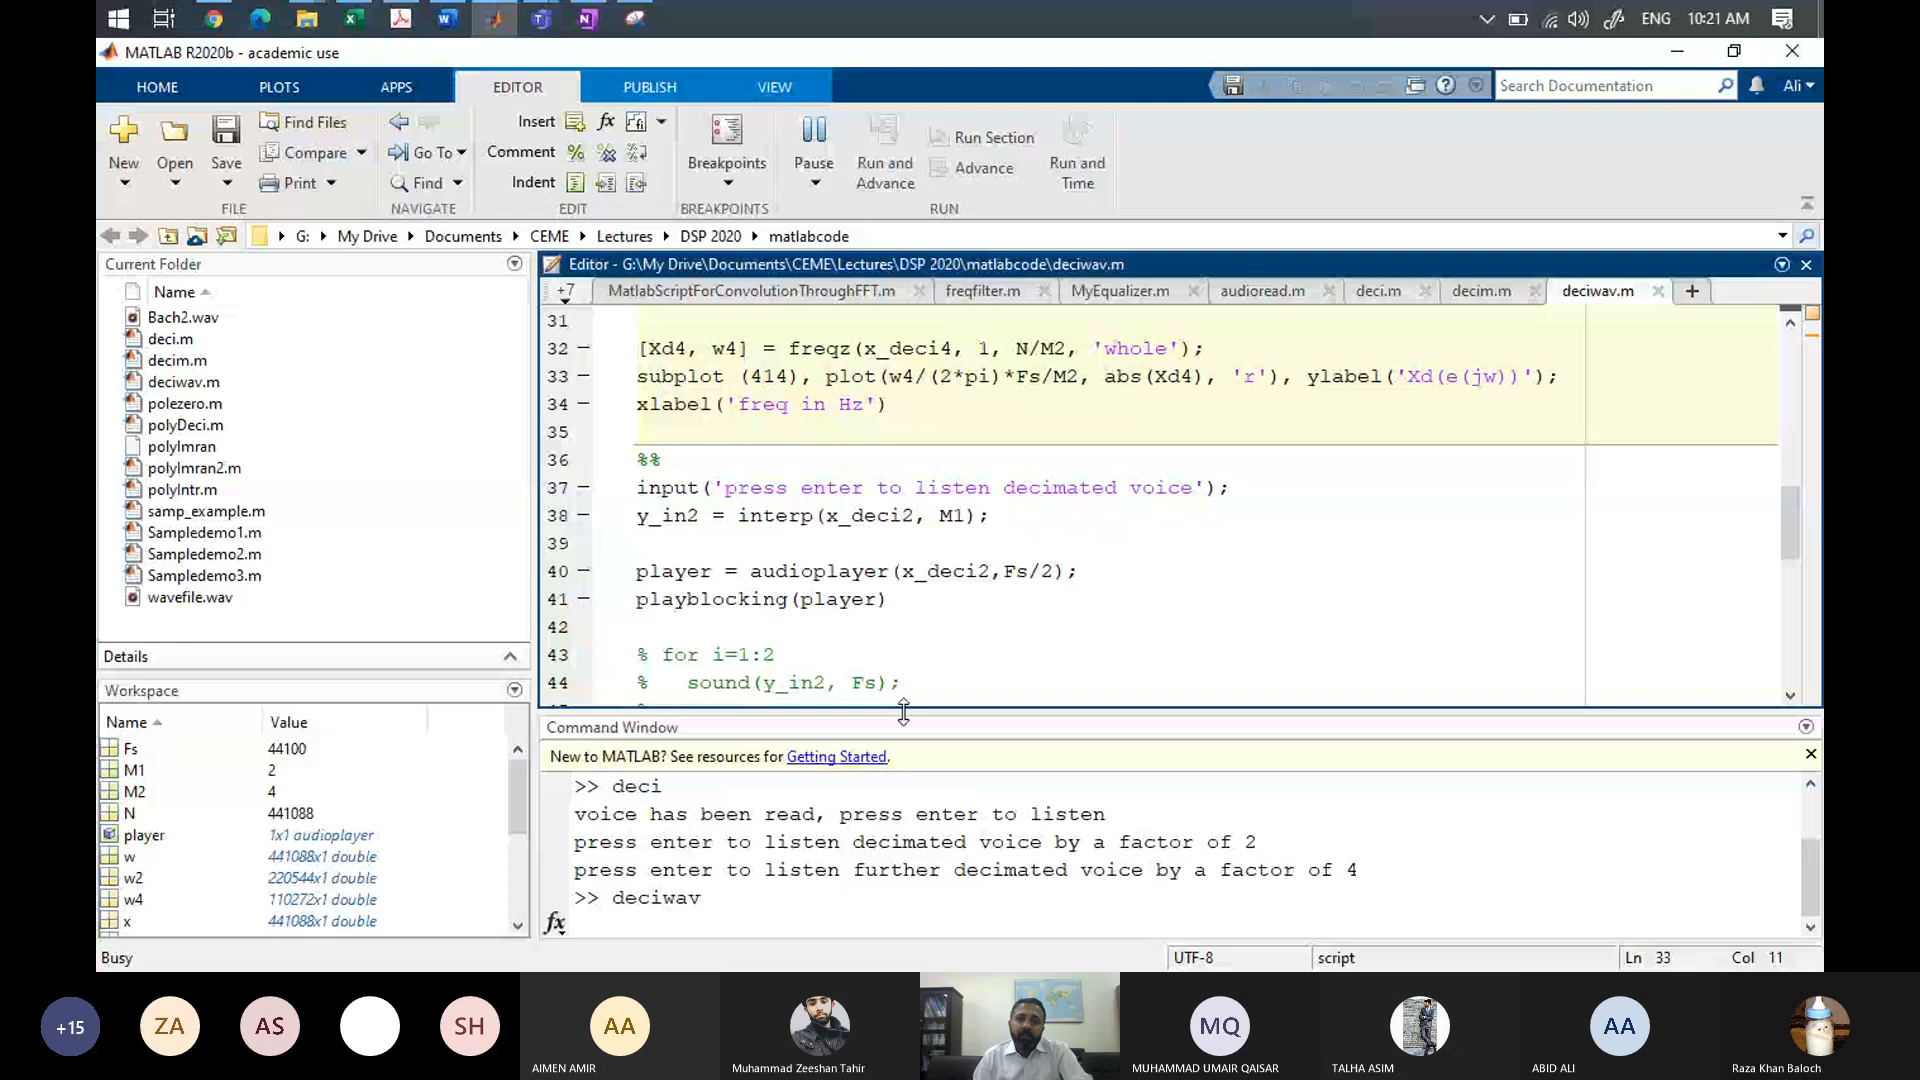 ENG 10:21 AM
MATLAB R2020b - academic use
HOME PLOTS APPS EDITOR PUBLISH VIEW
Search Documentation Ali
New Open Save Find Files Compare Print
Go To Find
Insert fx
Comment
Indent
Breakpoints
Pause Run and Advance Run Section Advance Run and Time
FILE NAVIGATE EDIT BREAKPOINTS RUN
G: My Drive Documents CEME Lectures DSP 2020 matlabcode
Current Folder
Name
Bach2.wav
deci.m
decim.m
deciwav.m
polezero.m
polyDeci.m
polyImran
polyImran2.m
polyIntr.m
samp_example.m
Sampledemo1.m
Sampledemo2.m
Sampledemo3.m
wavefile.wav
Details
Workspace
Name Value
Fs 44100
M1 2
M2 4
N 441088
player 1x1 audioplayer
w 441088x1 double
w2 220544x1 double
w4 110272x1 double
x 441088x1 double
Editor - G:\My Drive\Documents\CEME\Lectures\DSP 2020\matlabcode\deciwav.m
+7 MatlabScriptForConvolutionThroughFFT.m freqfilter.m MyEqualizer.m audioread.m deci.m decim.m deciwav.m
31
32 [Xd4, w4] = freqz(x_deci4, 1, N/M2, 'whole');
33 subplot (414), plot(w4/(2*pi)*Fs/M2, abs(Xd4), 'r'), ylabel('Xd(e(jw))');
34 xlabel('freq in Hz')
35
36 %%
37 input('press enter to listen decimated voice');
38 y_in2 = interp(x_deci2, M1);
39
40 player = audioplayer(x_deci2,Fs/2);
41 playblocking(player)
42
43 % for i=1:2
44 % sound(y_in2, Fs);
Command Window
New to MATLAB? See resources for Getting Started.
>> deci
voice has been read, press enter to listen
press enter to listen decimated voice by a factor of 2
press enter to listen further decimated voice by a factor of 4
>> deciwav
fx
Busy UTF-8 script Ln 33 Col 11
+15 ZA AS SH AA MQ AA
AIMEN AMIR Muhammad Zeeshan Tahir MUHAMMAD UMAIR QAISAR TALHA ASIM ABID ALI Raza Khan Baloch